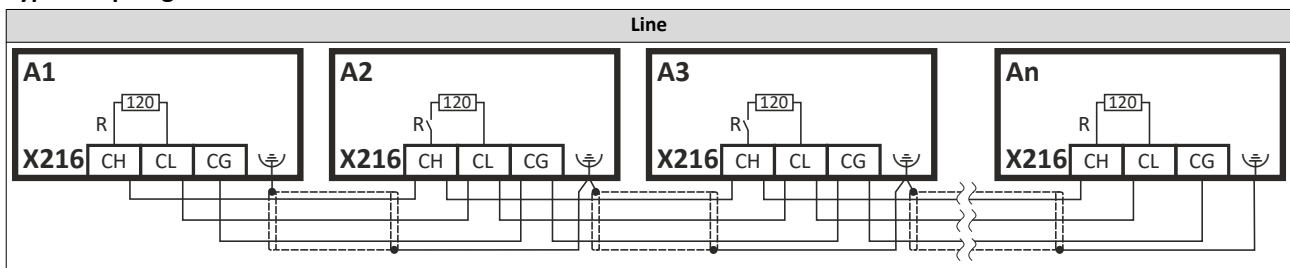 Line
A1
120
R
X216 CH CL CG
A2
120
R
X216 CH CL CG
A3
120
R
X216 CH CL CG
An
120
R
X216 CH CL CG